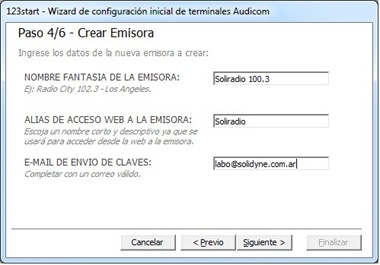 123start - Wizard de configuración inicial de terminales Audicom
Paso 4/6 - Crear Emisora
Ingrese los datos de la nueva emisora a crear:
NOMBRE FANTASIA DE LA EMISORA: Soliradio 100.3
Ej: Radio City 102.3 - Los Angeles.
ALIAS DE ACCESO WEB A LA EMISORA: Soliradio
Escoja un nombre corto y descriptivo ya que se
usará para acceder desde la web a la emisora.
E-MAIL DE ENVIO DE CLAVES: labo@solidyne.com.ar
Completar con un correo válido.
Cancelar < Previo Siguiente > Finalizar